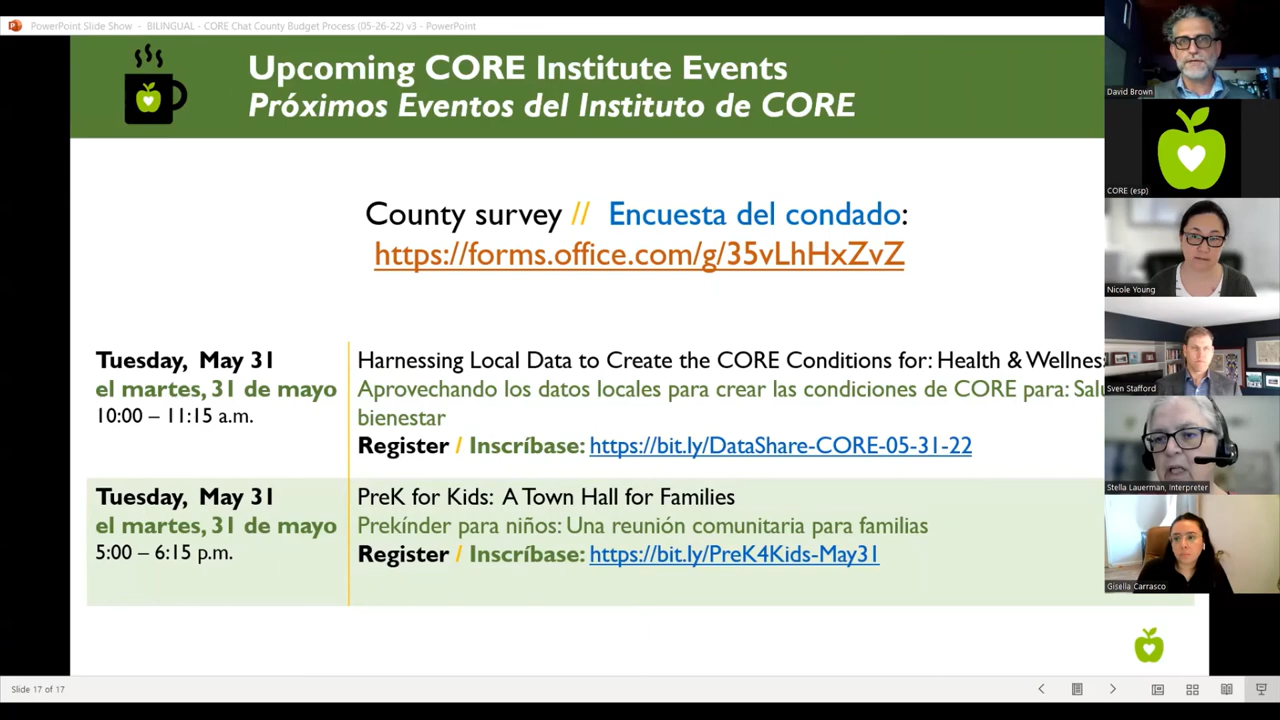 PowerPoint Slide Show - BILINGUAL - CORE Chat County Budget Process (05-26-22) v3 - PowerPoint
Upcoming CORE Institute Events
Próximos Eventos del Instituto de CORE
County survey // Encuesta del condado:
https://forms.office.com/g/35vLhHxZvZ
Tuesday, May 31
el martes, 31 de mayo
10:00 – 11:15 a.m.
Harnessing Local Data to Create the CORE Conditions for: Health & Wellness
Aprovechando los datos locales para crear las condiciones de CORE para:
bienestar
Register / Inscríbase: https://bit.ly/DataShare-CORE-05-31-22
Tuesday, May 31
el martes, 31 de mayo
5:00 – 6:15 p.m.
PreK for Kids: A Town Hall for Families
Prekínder para niños: Una reunión comunitaria para familias
Register / Inscríbase: https://bit.ly/PreK4Kids-May31
David Brown
CORE (esp)
Nicole Young
Sven Stafford
Stella Lauerman, Interpreter
Gisella Carrasco
Slide 17 of 17